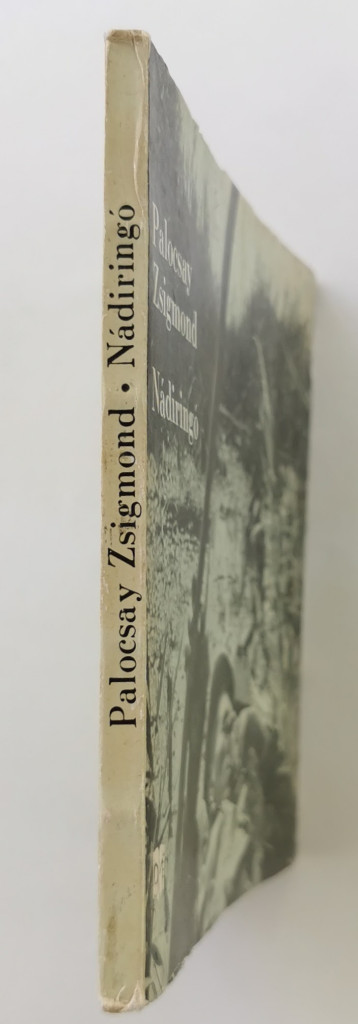 Palocsay Zsigmond • Nádiringó
Palocsay
Zsigmond
Nádiringó